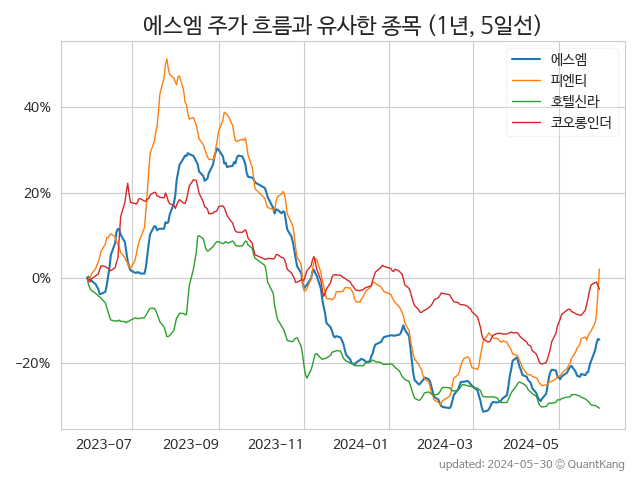 에스엠 주가 흐름과 유사한 종목 (1년, 5일선)
에스엠
피엔티
호텔신라
코오롱인더
40%
20%
0%
−20%
2023−07
2023−09
2023−11
2024−01
2024−03
2024−05
updated: 2024-05-30 © QuantKang